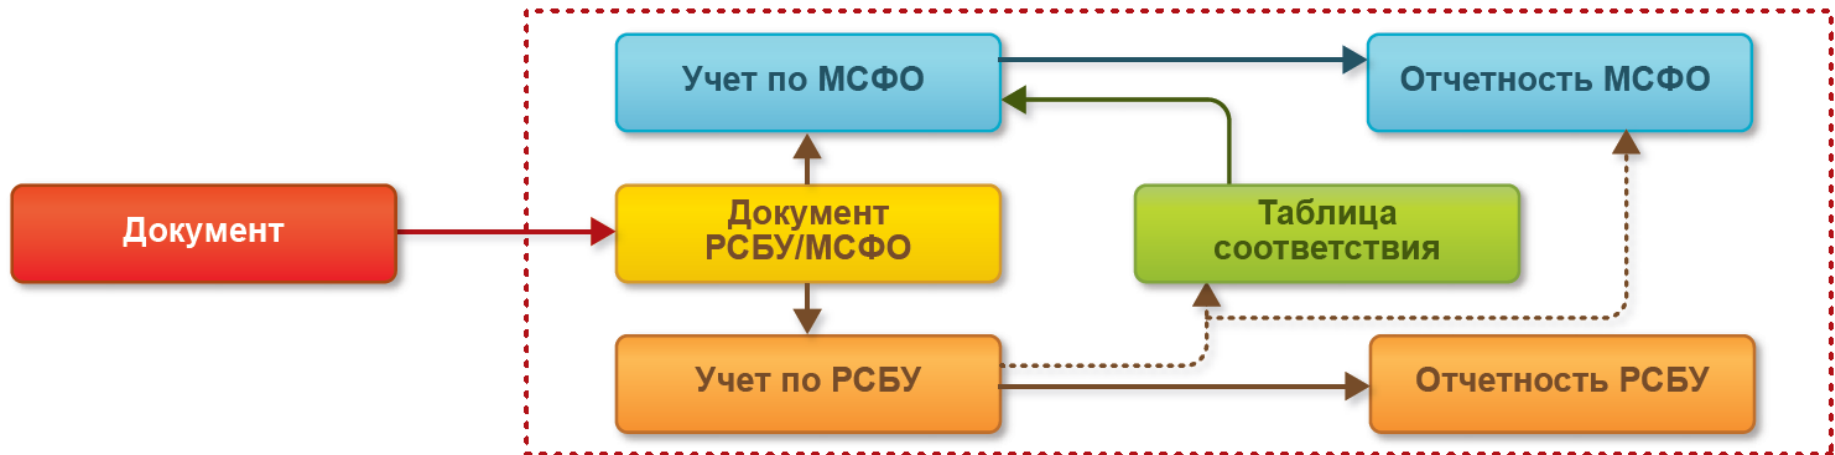 Учет по МСФО
Отчетность МСФО
Документ
Документ
РСБУ/МСФО
Таблица
соответствия
Учет по РСБУ
Отчетность РСБУ